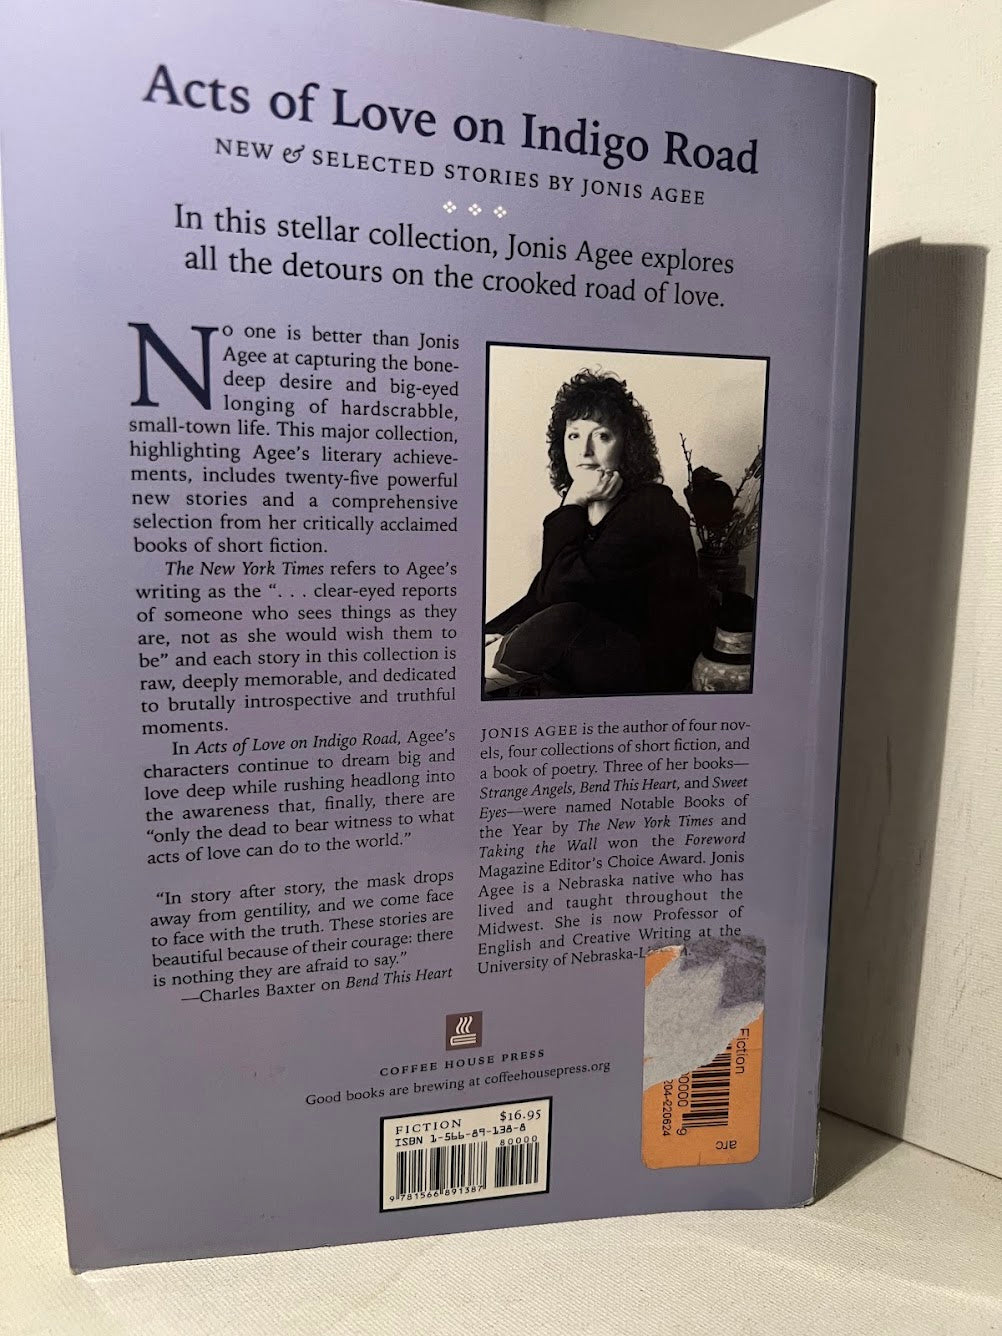 Acts of Love on Indigo Road
NEW & SELECTED STORIES BY JONIS AGEE
In this stellar collection, Jonis Agee explores
all the detours on the crooked road of love.
No one is better than Jonis
Agee at capturing the bone-
deep desire and big-eyed
longing of hardscrabble,
small-town life. This major collection,
highlighting Agee's literary achieve-
ments, includes twenty-five powerful
new stories and a comprehensive
selection from her critically acclaimed
books of short fiction.
The New York Times refers to Agee's
writing as the ". . . clear-eyed reports
of someone who sees things as they
are, not as she would wish them to
be" and each story in this collection is
raw, deeply memorable, and dedicated
to brutally introspective and truthful
moments.
In Acts of Love on Indigo Road, Agee's
characters continue to dream big and
love deep while rushing headlong into
the awareness that, finally, there are
"only the dead to bear witness to what
acts of love can do to the world."
"In story after story, the mask drops
away from gentility, and we come face
to face with the truth. These stories are
beautiful because of their courage: there
is nothing they are afraid to say."
—Charles Baxter on Bend This Heart
JONIS AGEE is the author of four nov-
els, four collections of short fiction, and
a book of poetry. Three of her books—
Strange Angels, Bend This Heart, and Sweet
Eyes—were named Notable Books of
the Year by The New York Times and
Taking the Wall won the Foreword
Magazine Editor's Choice Award. Jonis
Agee is a Nebraska native who has
lived and taught throughout the
Midwest. She is now Professor of
English and Creative Writing at the
University of Nebraska-
COFFEE HOUSE PRESS
Good books are brewing at coffeehousepress.org
FICTION $16.95
ISBN 1-566-89-138-8
80000
9 781566 891387
Fiction
0000 9
204-220624
arc